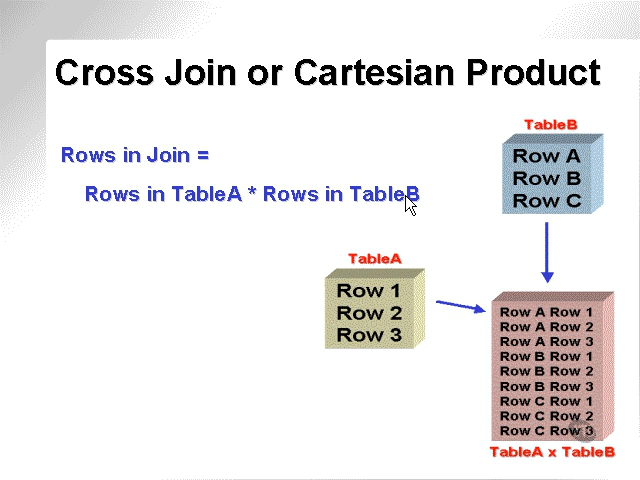 Cross Join or Cartesian Product
Rows in Join =
Rows in TableA * Rows in TableB
TableB
Row A
Row B
Row C
TableA
Row 1
Row 2
Row 3
Row A Row 1
Row A Row 2
Row A Row 3
Row B Row 1
Row B Row 2
Row B Row 3
Row C Row 1
Row C Row 2
Row C Row 3
TableA x TableB